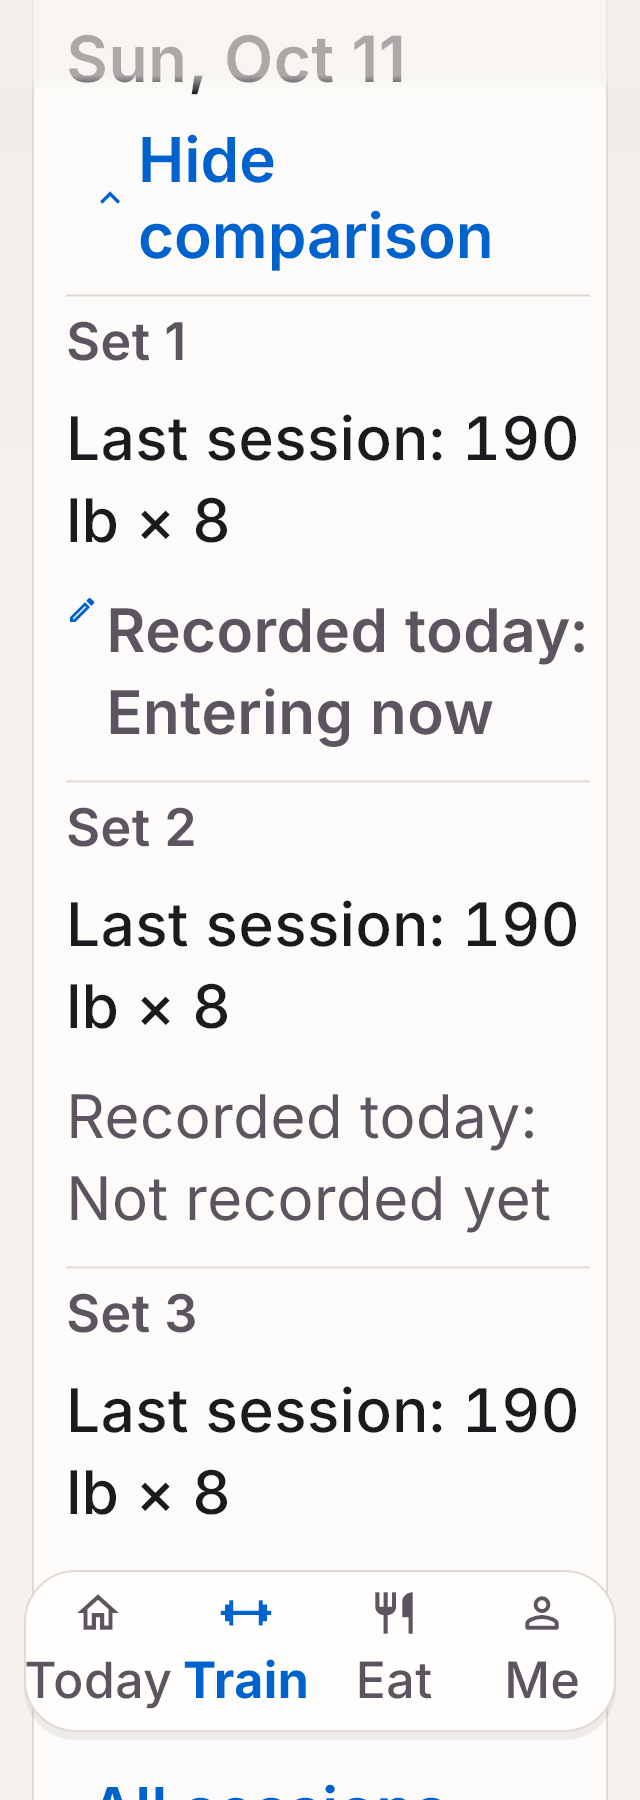 Sun, Oct 11
Hide
comparison
Set 1
Last session: 190
lb × 8
Recorded today:
Entering now
Set 2
Last session: 190
lb × 8
Recorded today:
Not recorded yet
Set 3
Last session: 190
lb × 8
Today Train Eat Me
All sessions